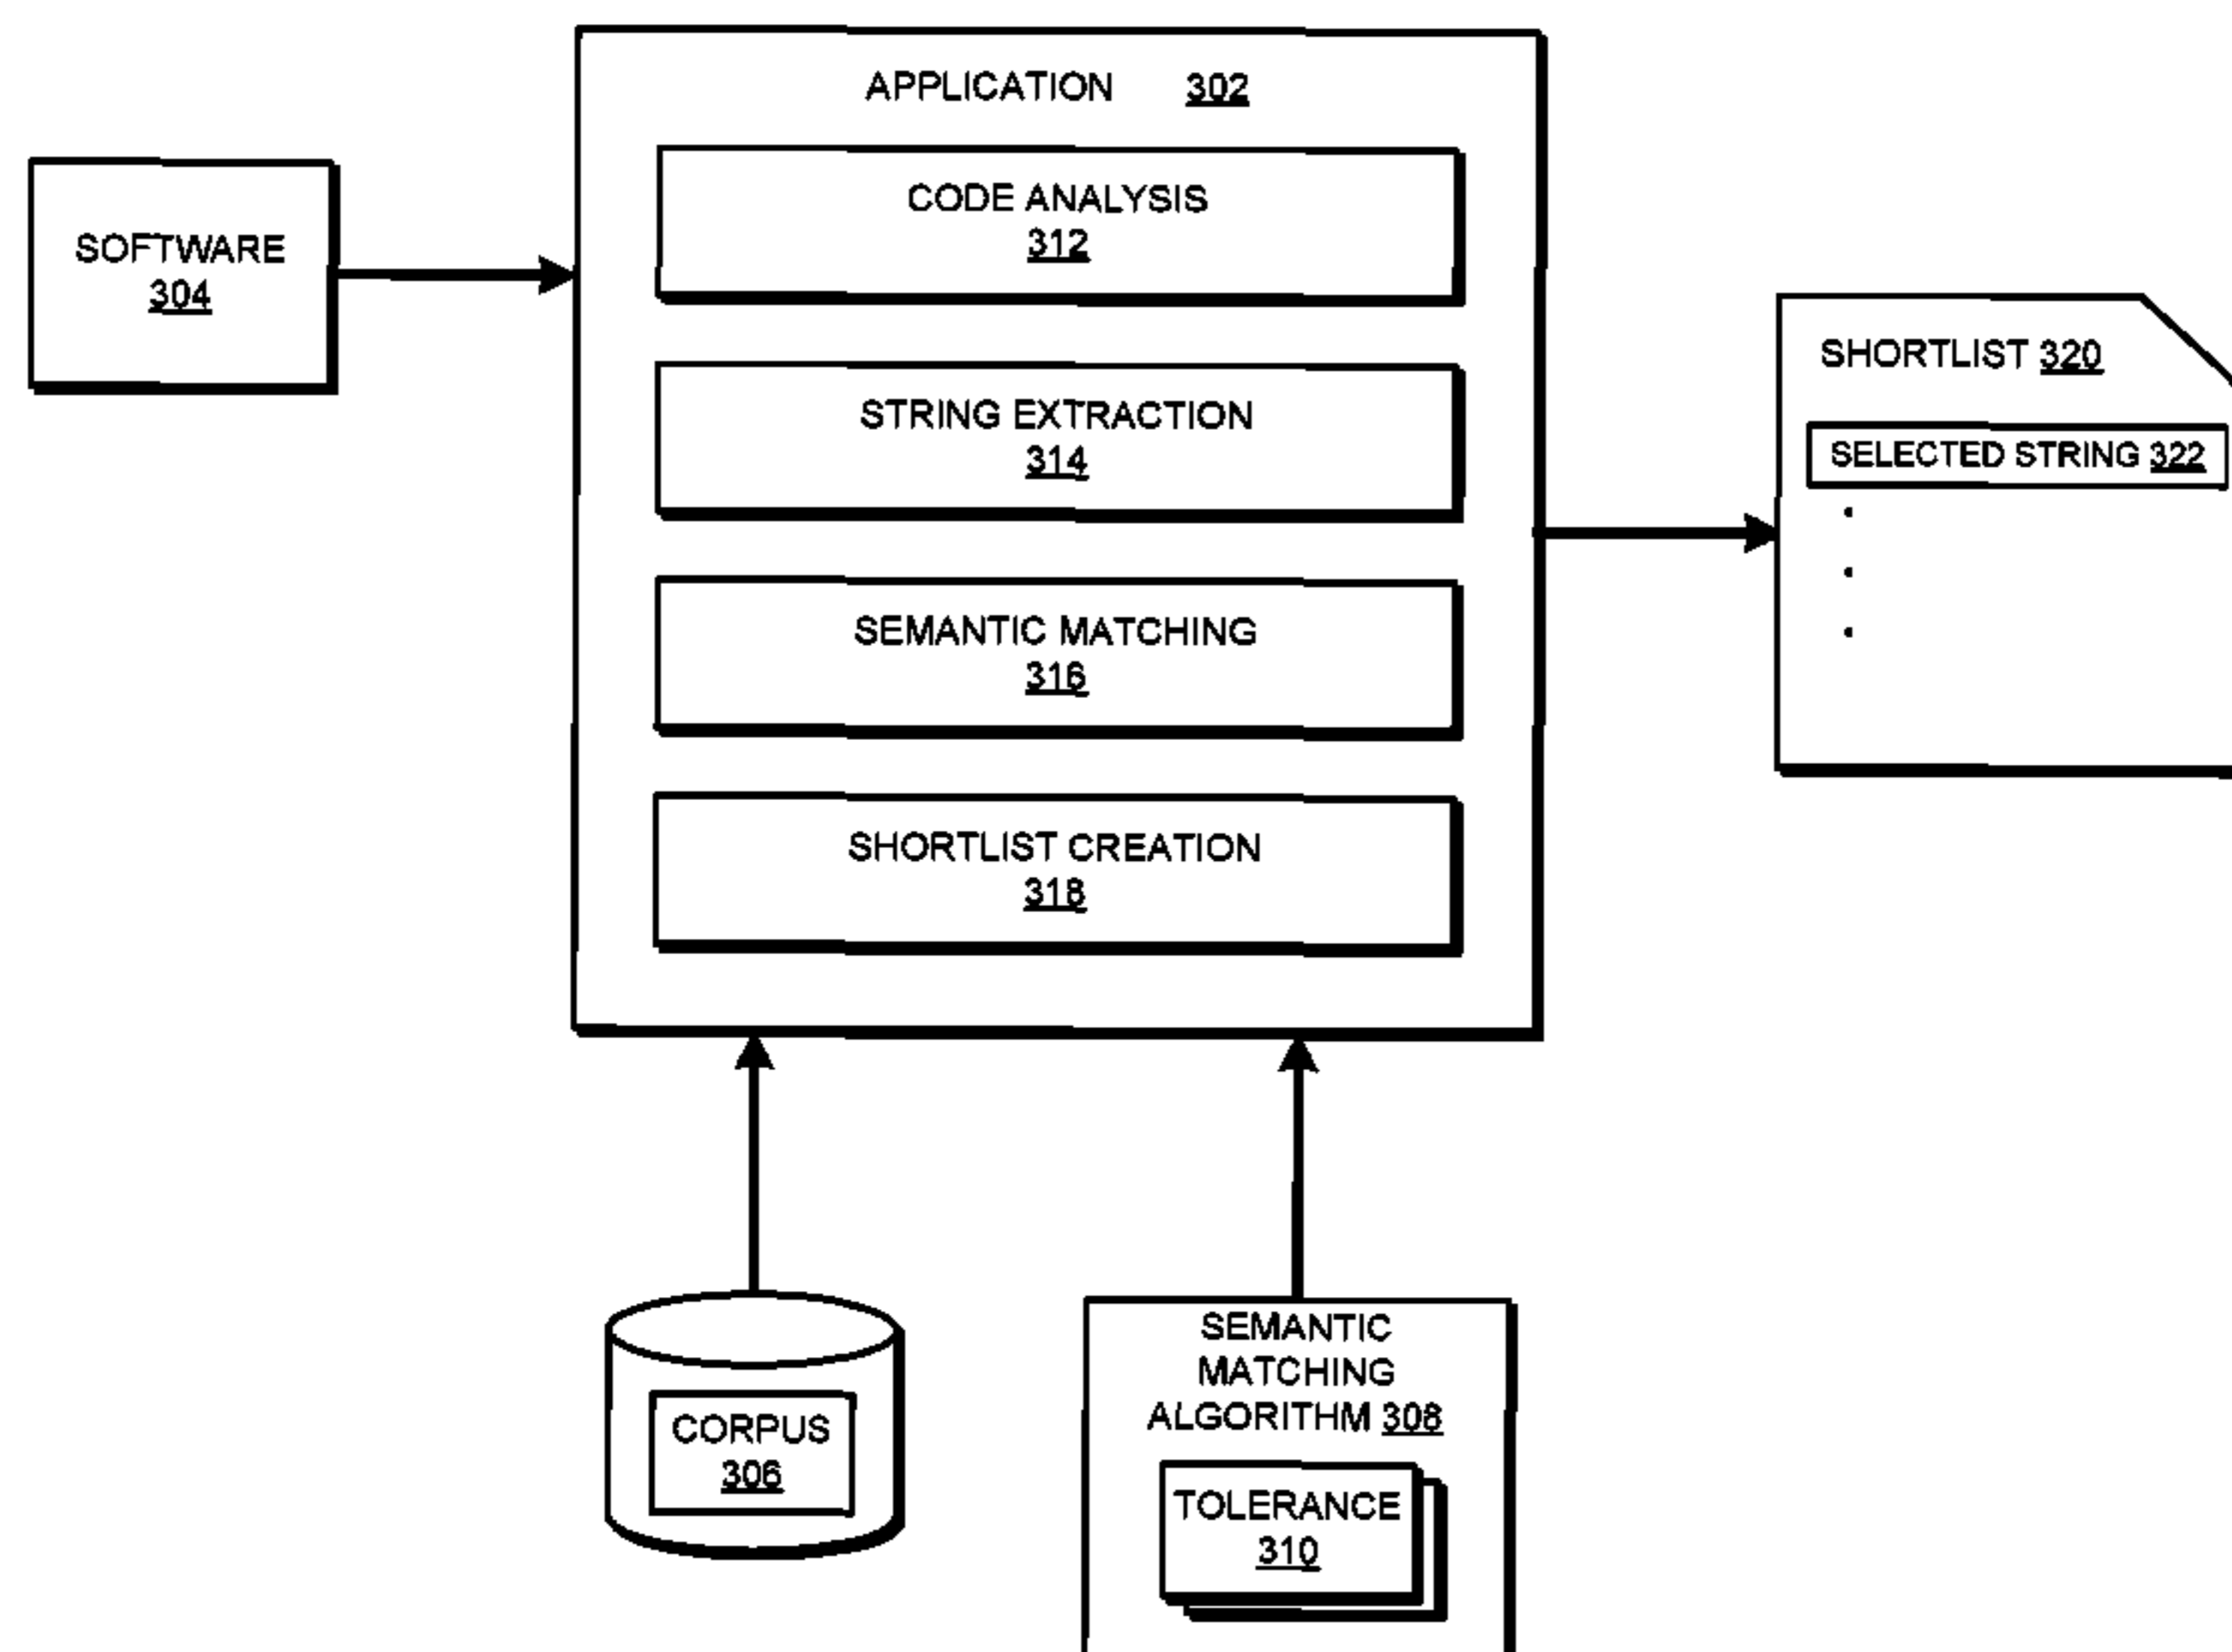 APPLICATION 302
SOFTWARE
304
CODE ANALYSIS
312
STRING EXTRACTION
314
SEMANTIC MATCHING
316
SHORTLIST CREATION
318
SHORTLIST 320
SELECTED STRING 322
CORPUS
306
SEMANTIC
MATCHING
ALGORITHM 308
TOLERANCE
310